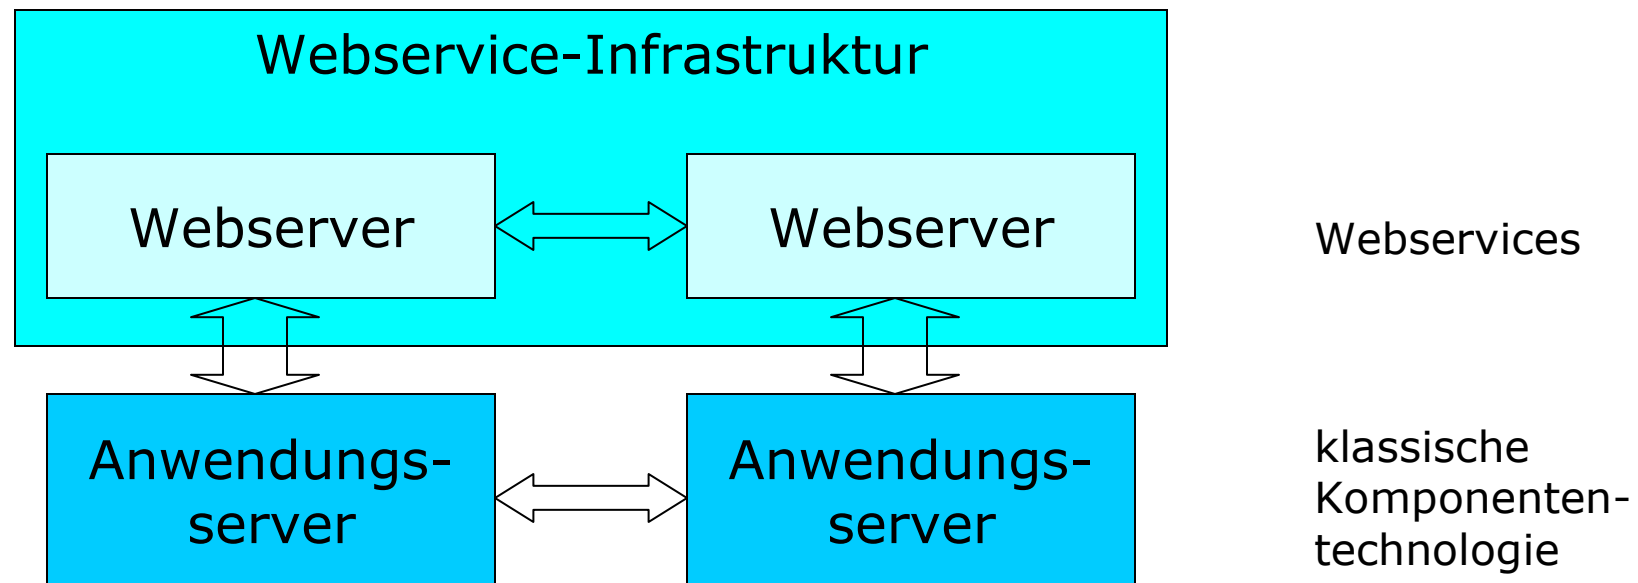 Webservice-Infrastruktur
Webserver
Webserver
Webservices
Anwendungs-
server
Anwendungs-
server
klassische
Komponenten-
technologie